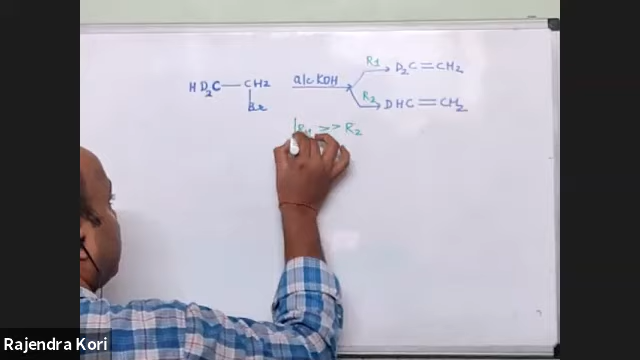 HD₂C—CH₂ alc KOH R1 D₂C=CH₂
Br R2 DHC=CH₂
R1 >> R2
Rajendra Kori